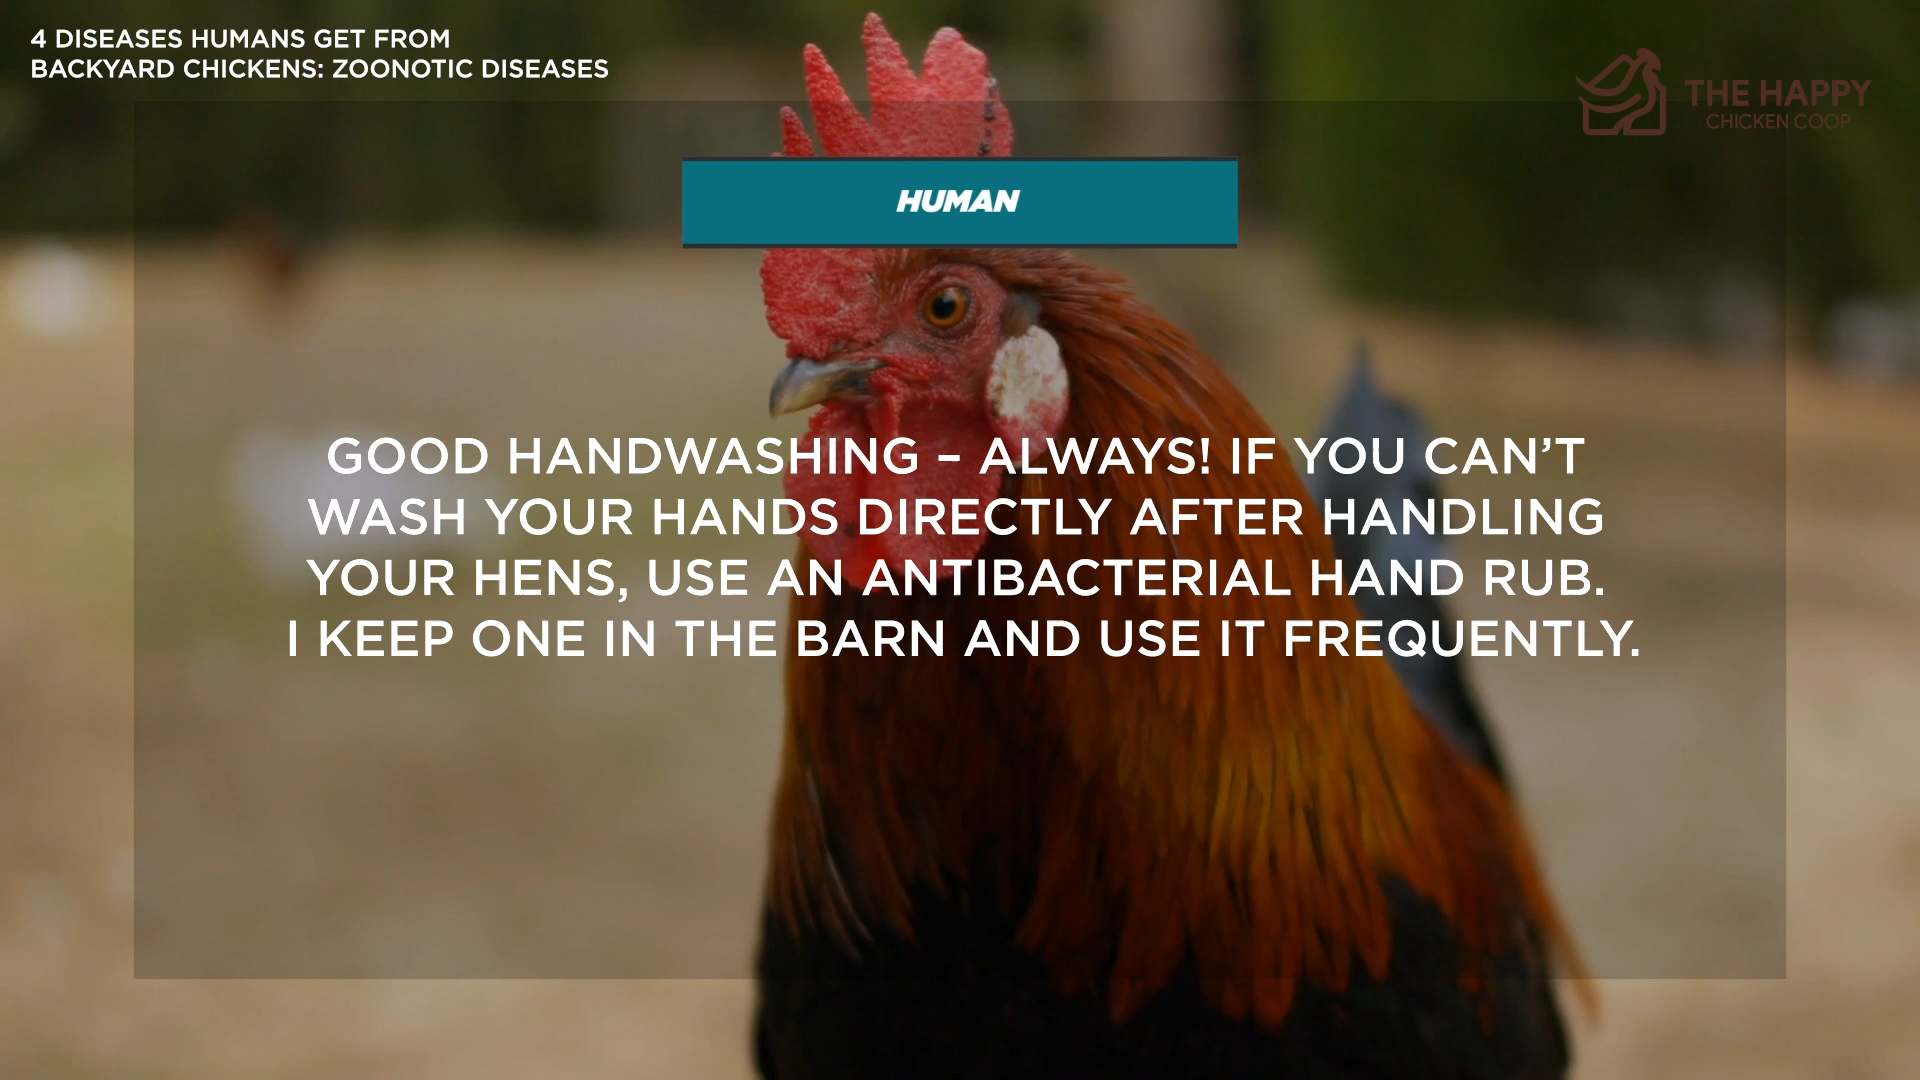 4 DISEASES HUMANS GET FROM
BACKYARD CHICKENS: ZOONOTIC DISEASES
THE HAPPY
CHICKEN COOP
HUMAN
GOOD HANDWASHING – ALWAYS! IF YOU CAN’T
WASH YOUR HANDS DIRECTLY AFTER HANDLING
YOUR HENS, USE AN ANTIBACTERIAL HAND RUB.
I KEEP ONE IN THE BARN AND USE IT FREQUENTLY.